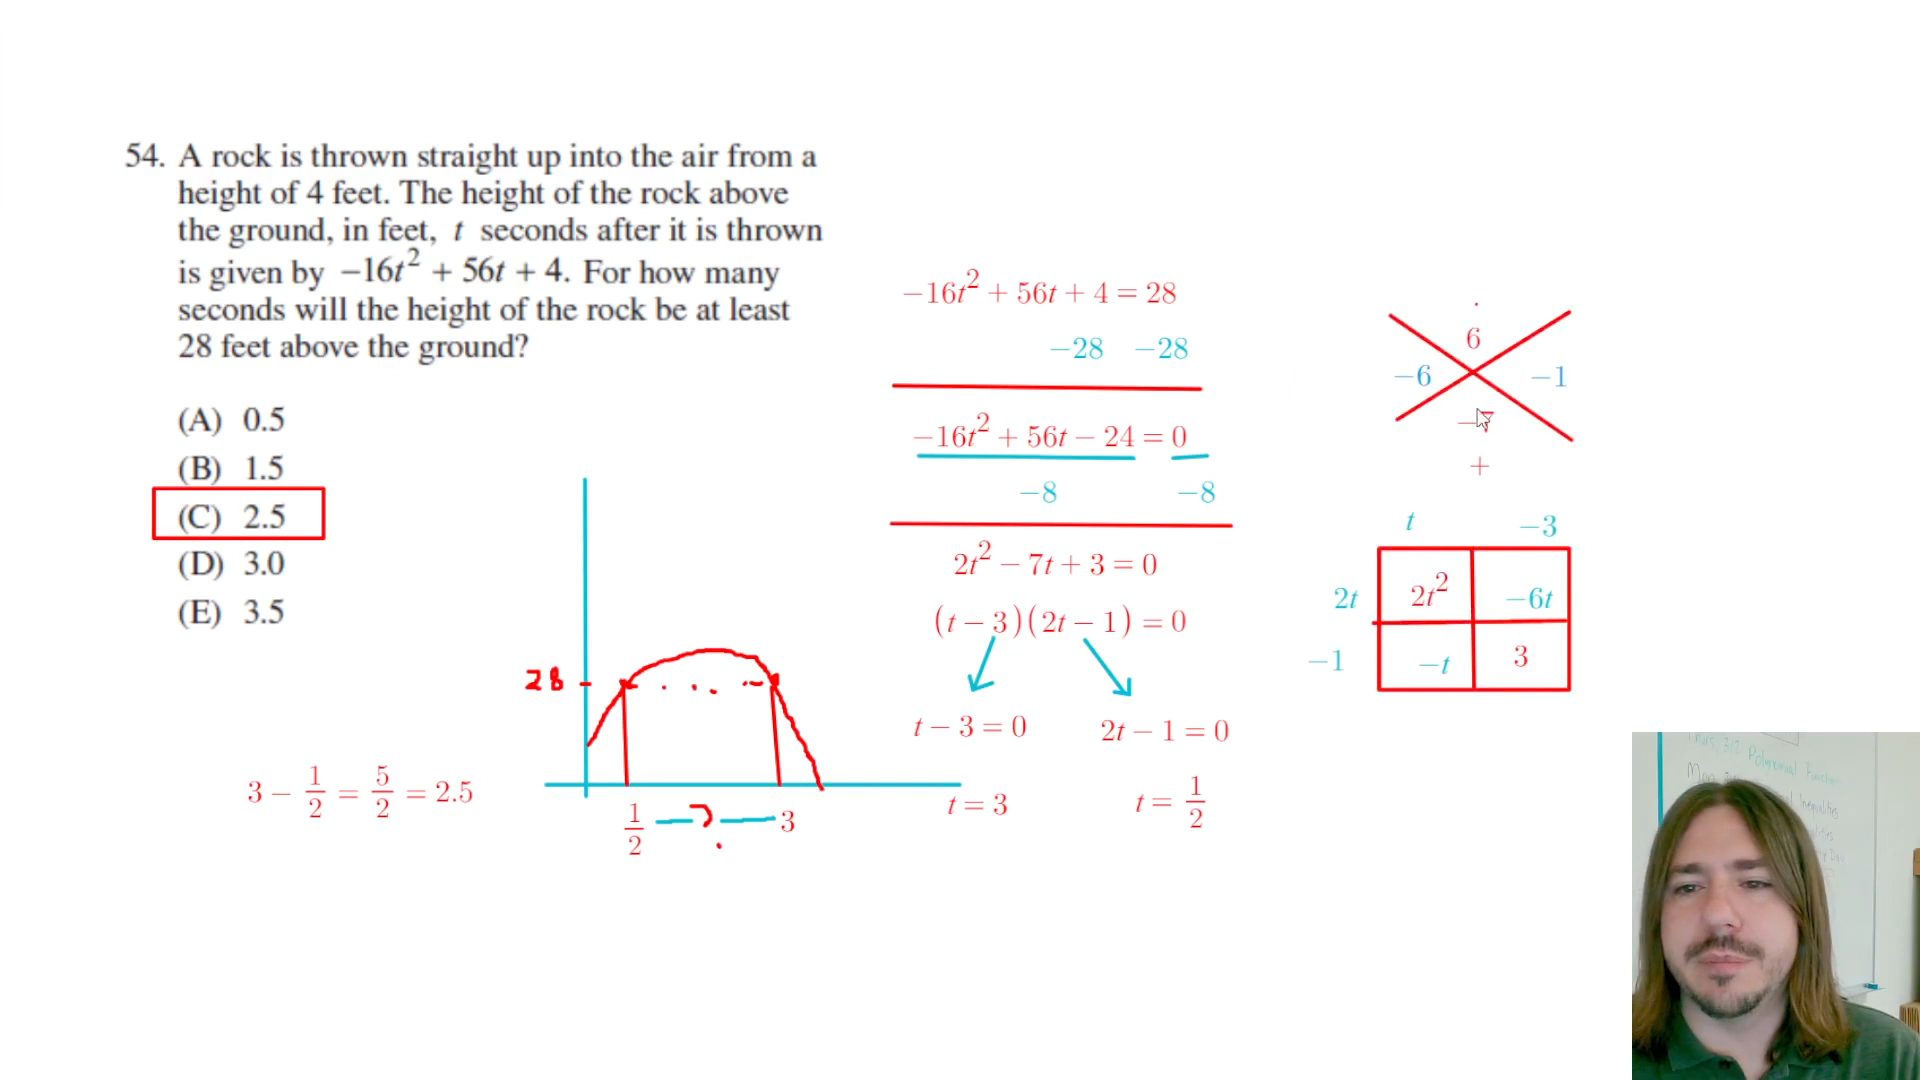 54. A rock is thrown straight up into the air from a
height of 4 feet. The height of the rock above
the ground, in feet, t seconds after it is thrown
is given by −16t² + 56t + 4. For how many
seconds will the height of the rock be at least
28 feet above the ground?
(A) 0.5
(B) 1.5
(C) 2.5
(D) 3.0
(E) 3.5
3 − 1/2 = 5/2 = 2.5
28
1/2 ? 3
−16t² + 56t + 4 = 28
−28 −28
−16t² + 56t − 24 = 0
−8 −8
2t² − 7t + 3 = 0
(t − 3)(2t − 1) = 0
t − 3 = 0 2t − 1 = 0
t = 3 t = 1/2
·
6
−6 −1
−7
+
t −3
2t 2t² −6t
−1 −t 3
Polynomial